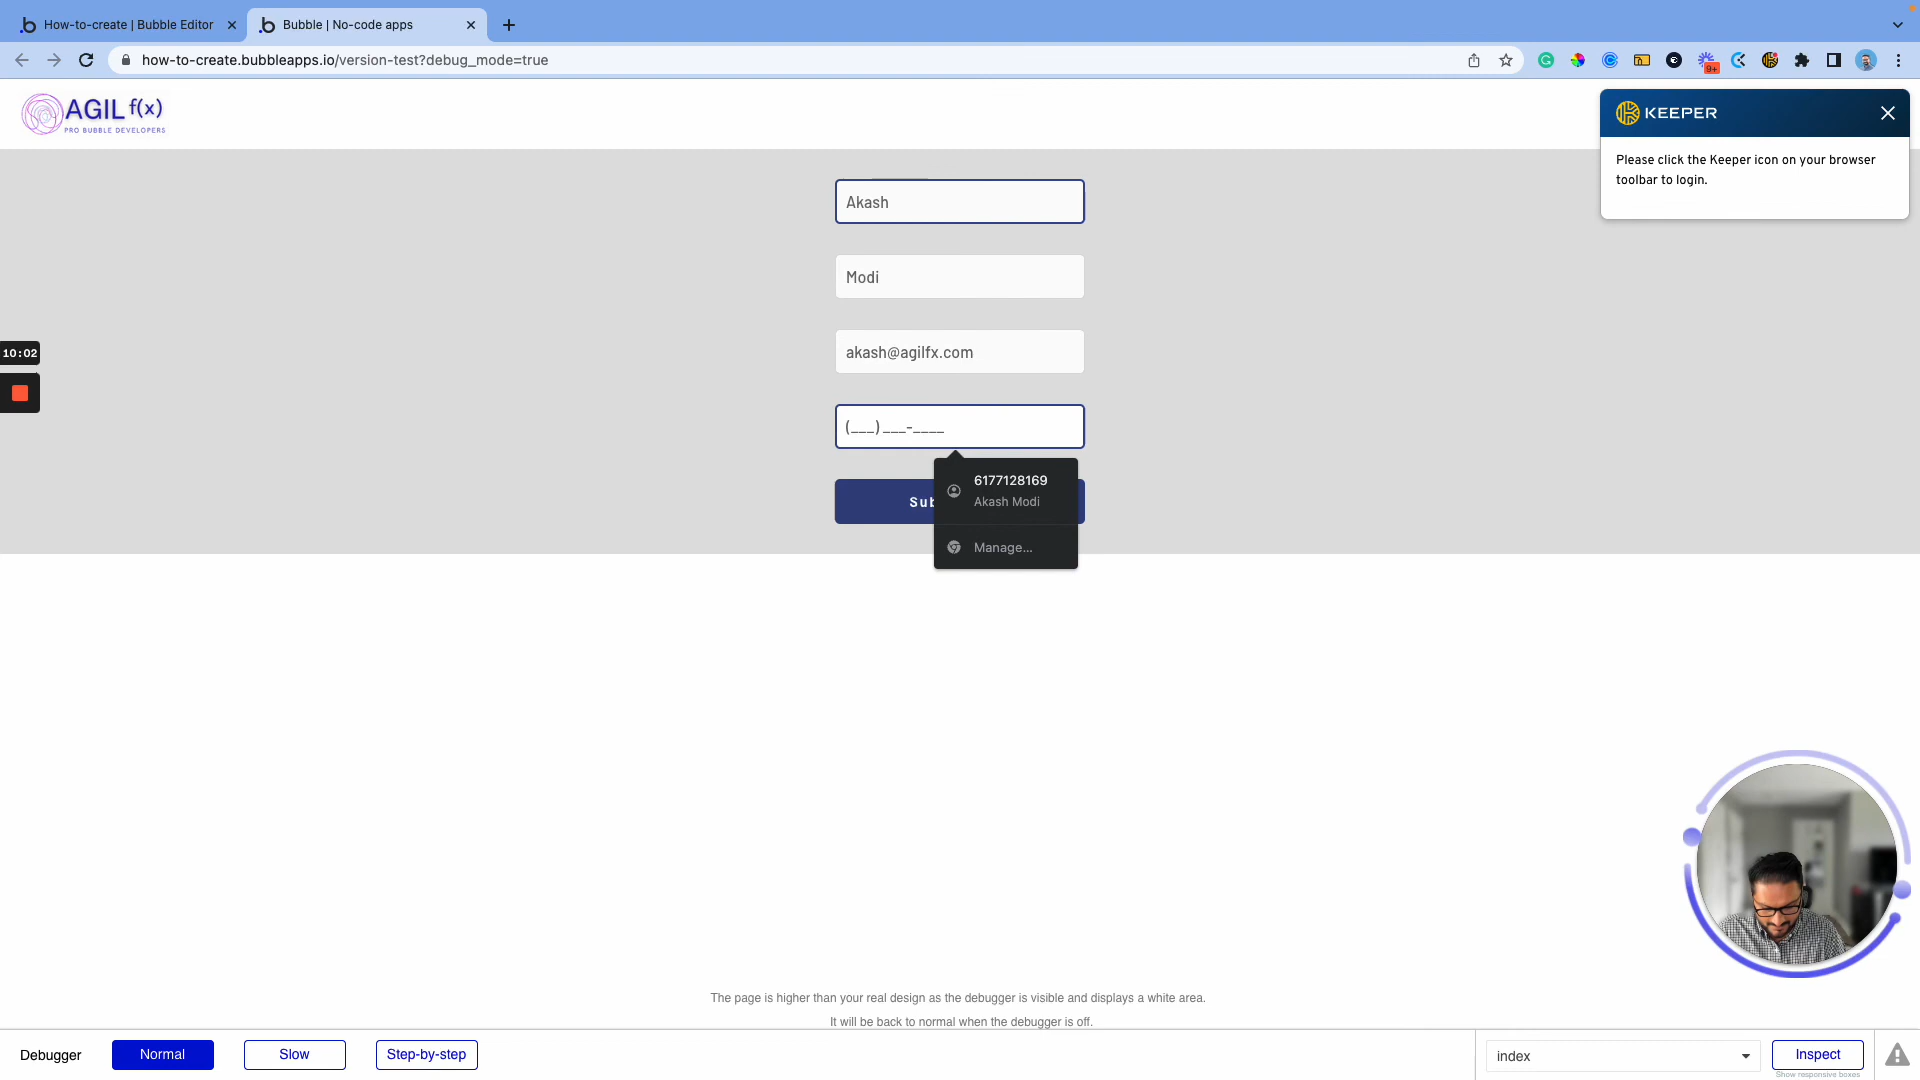 How-to-create | Bubble Editor
Bubble | No-code apps
how-to-create.bubbleapps.io/version-test?debug_mode=true
9+
AGIL f(x)
PRO BUBBLE DEVELOPERS
KEEPER
Please click the Keeper icon on your browser
toolbar to login.
Akash
Modi
akash@agilfx.com
10:02
(___) ___-____
6177128169
Akash Modi
Sub
Manage...
The page is higher than your real design as the debugger is visible and displays a white area.
It will be back to normal when the debugger is off.
Debugger
Normal
Slow
Step-by-step
index
Inspect
Show responsive boxes